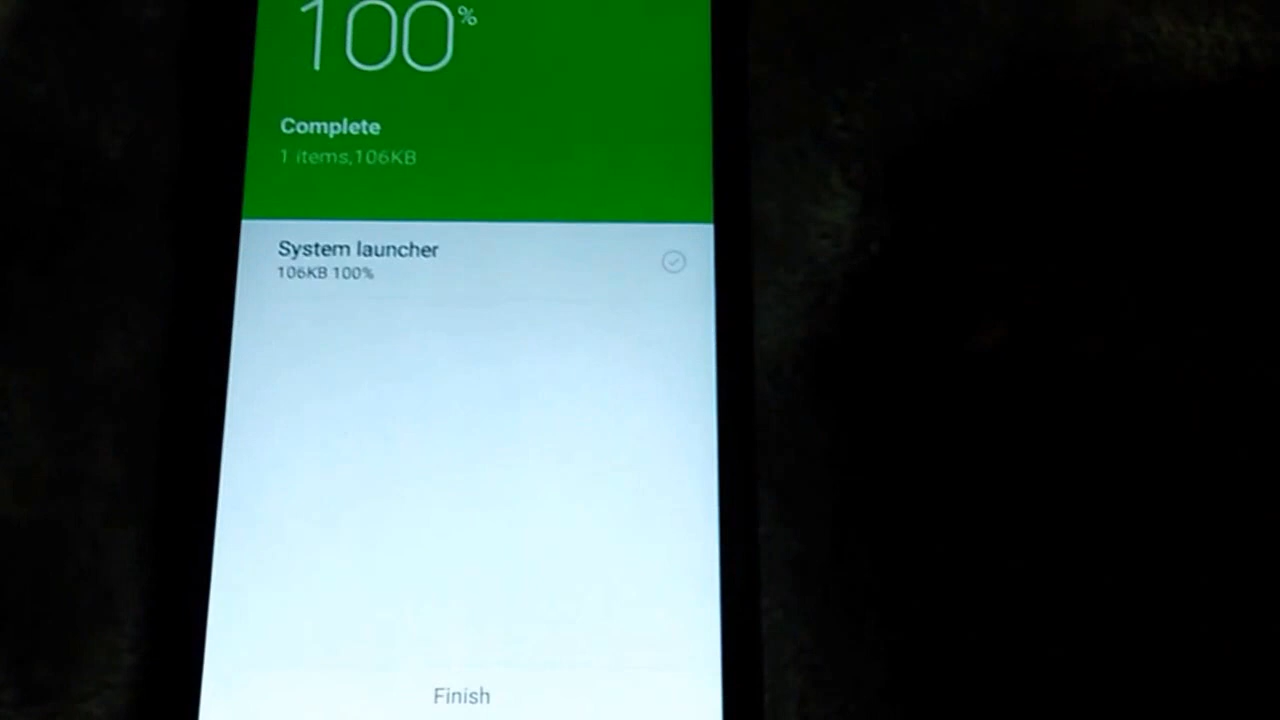 100%
Complete
1 items,106KB
System launcher
106KB 100%
Finish